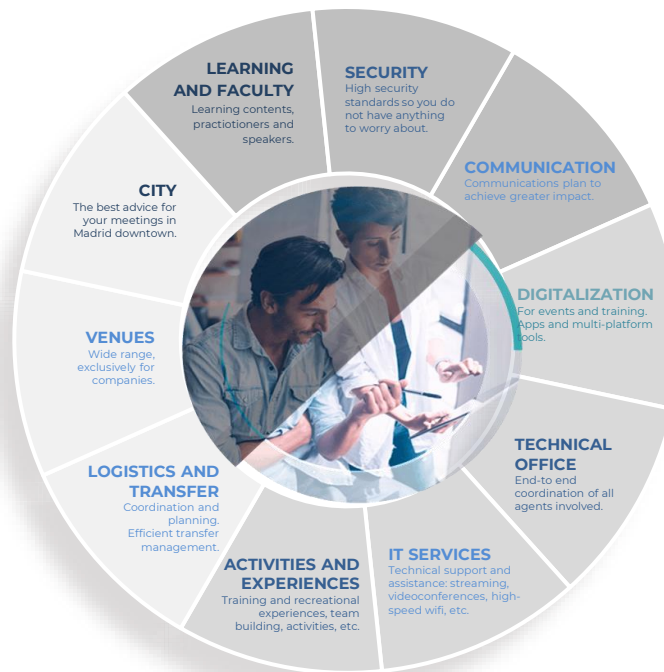 LEARNING
AND FACULTY
Learning contents,
practiotioners and
speakers.
SECURITY
High security
standards so you do
not have anything
to worry about.
COMMUNICATION
Communications plan to
achieve greater impact.
DIGITALIZATION
For events and training.
Apps and multi-platform
tools.
TECHNICAL
OFFICE
End-to end
coordination of all
agents involved.
IT SERVICES
Technical support and
assistance: streaming,
videoconferences, high-
speed wifi, etc.
ACTIVITIES AND
EXPERIENCES
Training and recreational
experiences, team
building, activities, etc.
LOGISTICS AND
TRANSFER
Coordination and
planning.
Efficient transfer
management.
VENUES
Wide range,
exclusively for
companies.
CITY
The best advice for
your meetings in
Madrid downtown.